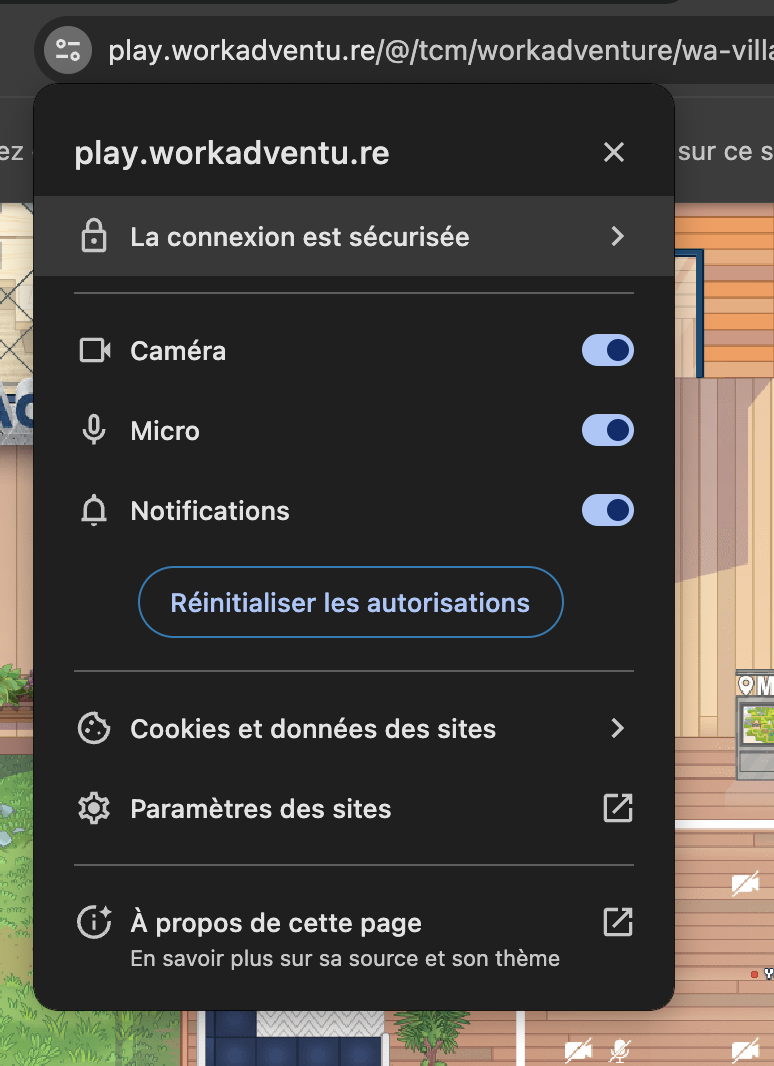 play.workadventu.re/@/tcm/workadventure/wa-villa
play.workadventu.re
ez
sur ce s
La connexion est sécurisée
Caméra
Micro
Notifications
Réinitialiser les autorisations
Cookies et données des sites
Paramètres des sites
À propos de cette page
En savoir plus sur sa source et son thème